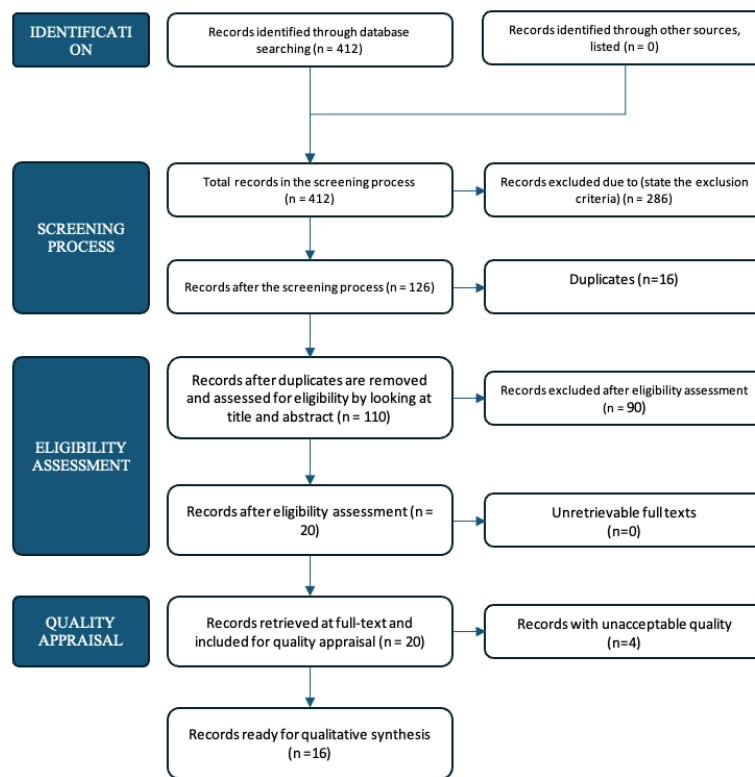 IDENTIFICATI
ON
Records identified through database
searching (n = 412)
Records identified through other sources,
listed (n = 0)
SCREENING
PROCESS
Total records in the screening process
(n = 412)
Records excluded due to (state the exclusion
criteria) (n = 286)
Records after the screening process (n = 126)
Duplicates (n=16)
ELIGIBILITY
ASSESSMENT
Records after duplicates are removed
and assessed for eligibility by looking at
title and abstract (n = 110)
Records excluded after eligibility assessment
(n = 90)
Records after eligibility assessment (n =
20)
Unretrievable full texts
(n=0)
QUALITY
APPRAISAL
Records retrieved at full-text and
included for quality appraisal (n = 20)
Records with unacceptable quality
(n=4)
Records ready for qualitative synthesis
(n =16)